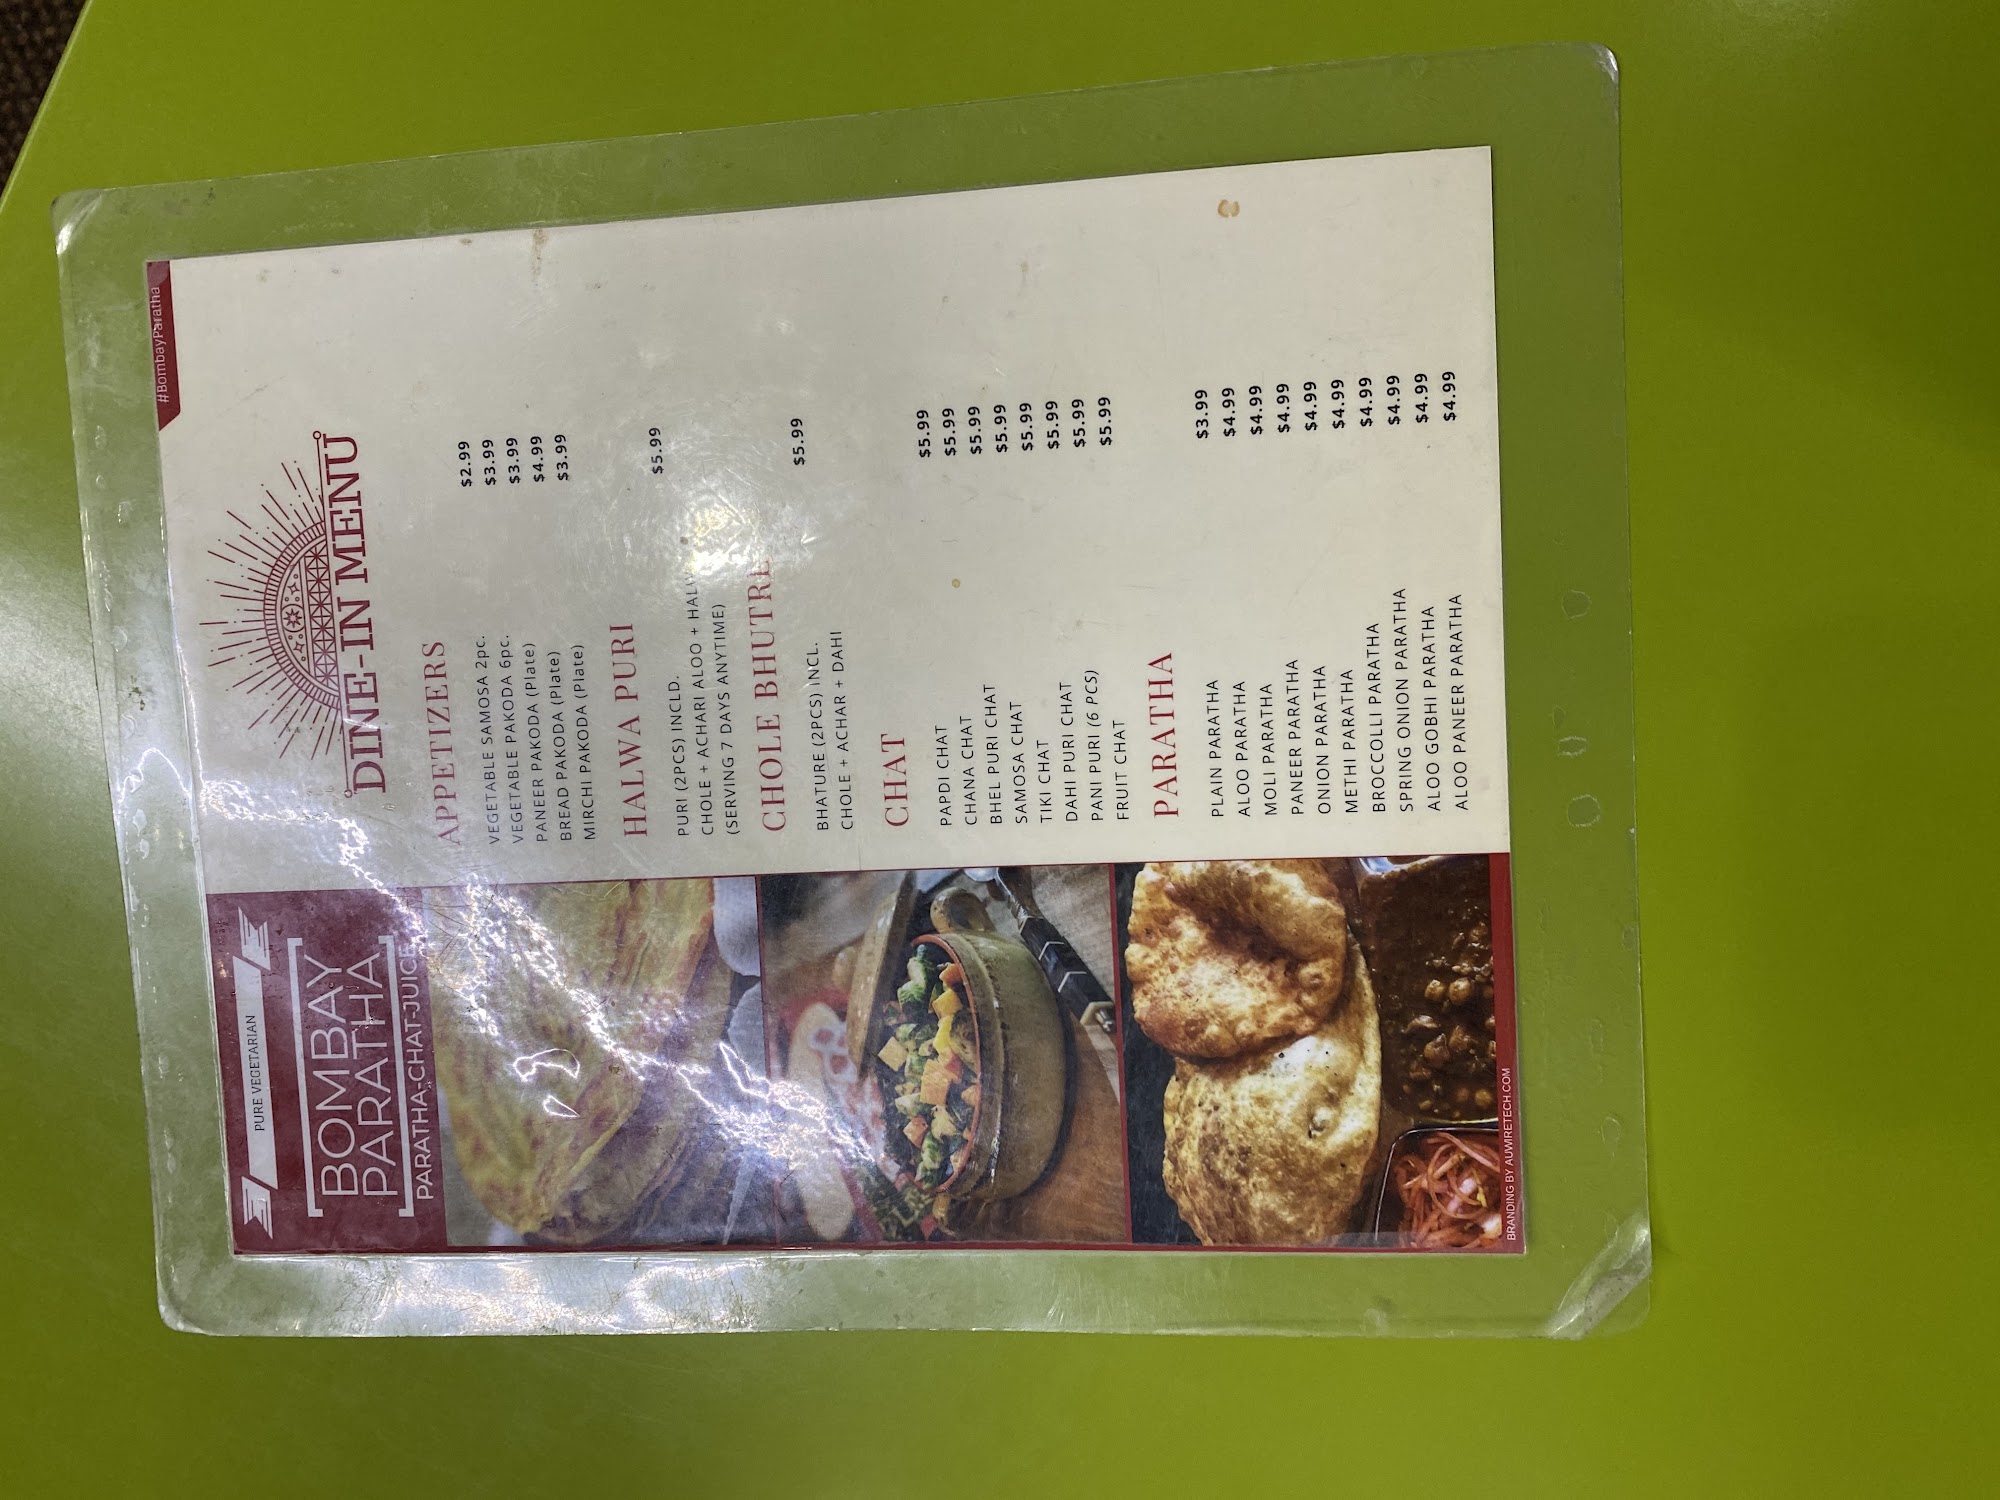 #BombayParatha
PURE VEGETARIAN
BOMBAY
PARATHA
PARATHA-CHAT-JUICE
DINE-IN MENU
APPETIZERS
VEGETABLE SAMOSA 2pc. $2.99
VEGETABLE PAKODA 6pc. $3.99
PANEER PAKODA (Plate) $3.99
BREAD PAKODA (Plate) $4.99
MIRCHI PAKODA (Plate) $3.99
HALWA PURI
PURI (2PCS) INCLD. $5.99
CHOLE + ACHARI ALOO +
(SERVING 7 DAYS ANYTIME)
CHOLE BHUTRE
BHATURE (2PCS) INCL. $5.99
CHOLE + ACHAR + DAHI
CHAT
PAPDI CHAT $5.99
CHANA CHAT $5.99
BHEL PURI CHAT $5.99
SAMOSA CHAT $5.99
TIKI CHAT $5.99
DAHI PURI CHAT $5.99
PANI PURI (6 PCS) $5.99
FRUIT CHAT $5.99
PARATHA
PLAIN PARATHA $3.99
ALOO PARATHA $4.99
MOLI PARATHA $4.99
PANEER PARATHA $4.99
ONION PARATHA $4.99
METHI PARATHA $4.99
BROCCOLLI PARATHA $4.99
SPRING ONION PARATHA $4.99
ALOO GOBHI PARATHA $4.99
ALOO PANEER PARATHA $4.99
BRANDING BY AUWIRETECH.COM